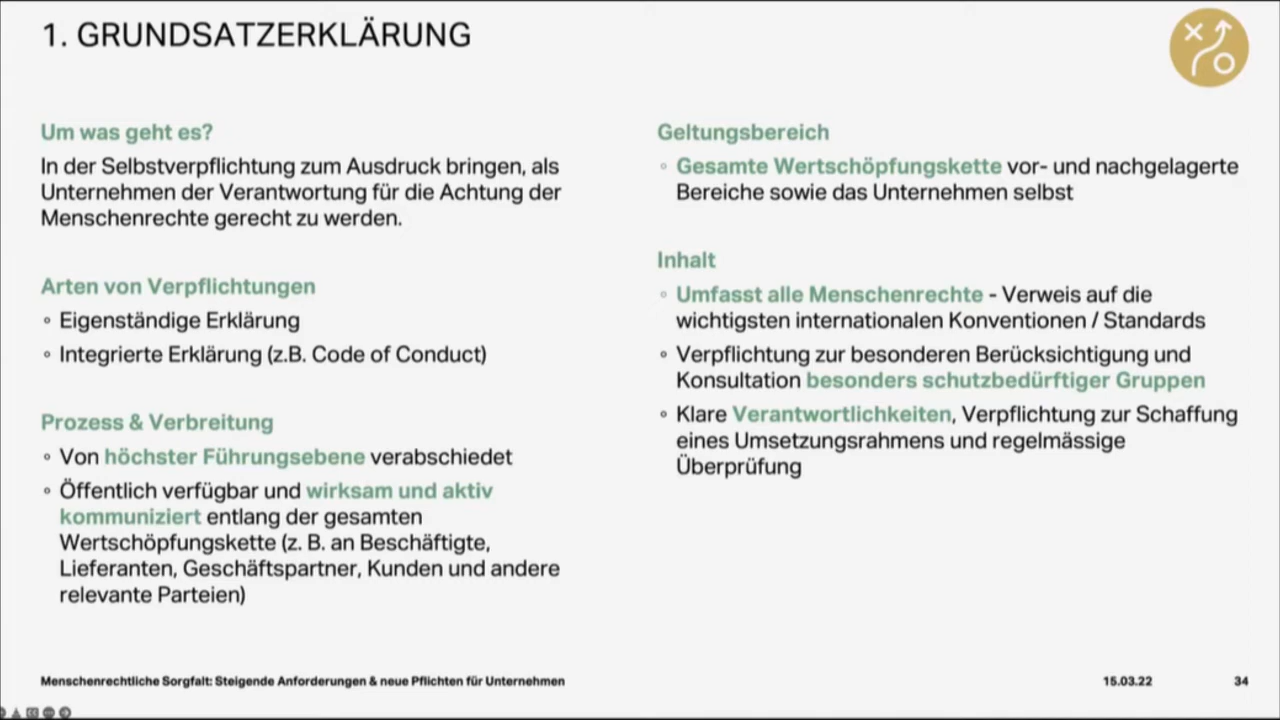 1. GRUNDSATZERKLÄRUNG
Um was geht es?
In der Selbstverpflichtung zum Ausdruck bringen, als
Unternehmen der Verantwortung für die Achtung der
Menschenrechte gerecht zu werden.
Arten von Verpflichtungen
° Eigenständige Erklärung
° Integrierte Erklärung (z.B. Code of Conduct)
Prozess & Verbreitung
° Von höchster Führungsebene verabschiedet
° Öffentlich verfügbar und wirksam und aktiv
kommuniziert entlang der gesamten
Wertschöpfungskette (z. B. an Beschäftigte,
Lieferanten, Geschäftspartner, Kunden und andere
relevante Parteien)
Geltungsbereich
° Gesamte Wertschöpfungskette vor- und nachgelagerte
Bereiche sowie das Unternehmen selbst
Inhalt
° Umfasst alle Menschenrechte - Verweis auf die
wichtigsten internationalen Konventionen / Standards
° Verpflichtung zur besonderen Berücksichtigung und
Konsultation besonders schutzbedürftiger Gruppen
° Klare Verantwortlichkeiten, Verpflichtung zur Schaffung
eines Umsetzungsrahmens und regelmässige
Überprüfung
Menschenrechtliche Sorgfalt: Steigende Anforderungen & neue Pflichten für Unternehmen
15.03.22
34